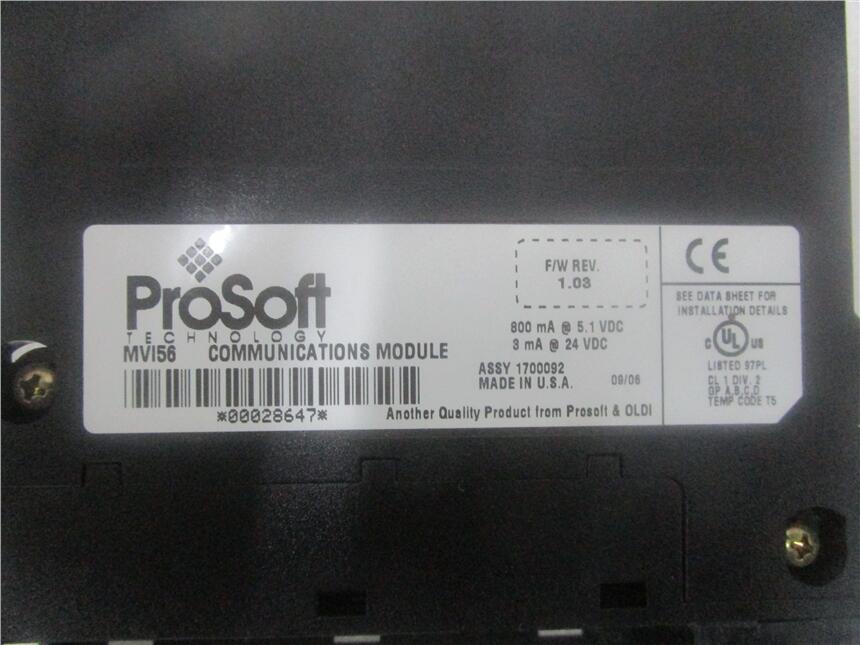 ProSoft
TECHNOLOGY
MVI56 COMMUNICATIONS MODULE
*00028647*
F/W REV.
1.03
800 mA @ 5.1 VDC
3 mA @ 24 VDC
ASSY 1700092
MADE IN U.S.A. 09/06
Another Quality Product from Prosoft & OLDI
CE
SEE DATA SHEET FOR
INSTALLATION DETAILS
C UL US
LISTED 97PL
CL 1 DIV. 2
GP A,B,C,D
TEMP CODE T5